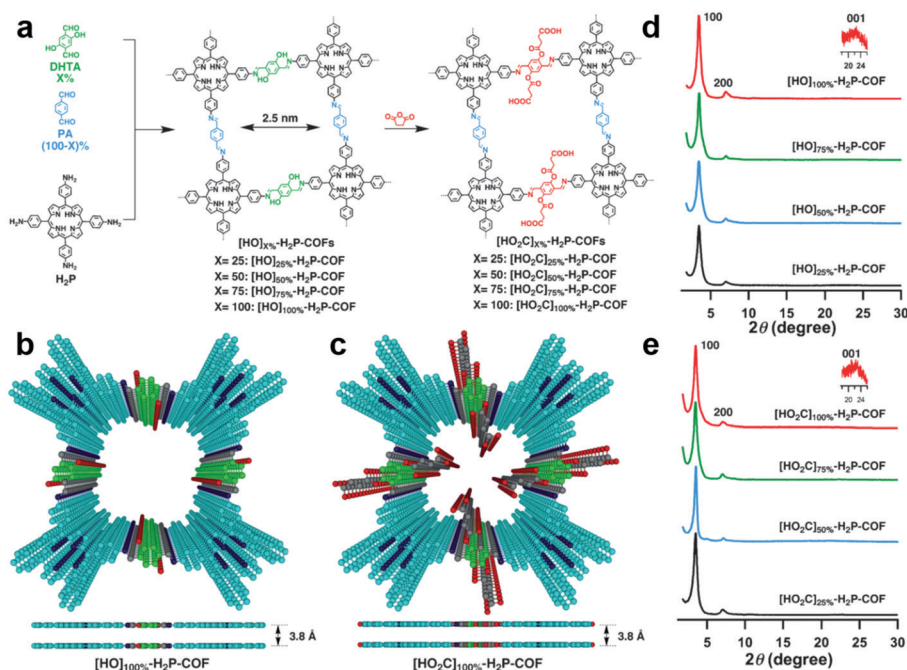 a
CHO
HO
OH
CHO
DHTA
X%
CHO
CHO
PA
(100-X)%
NH₂
H₂N
NH N
N HN
NH₂
NH₂
H₂P
2.5 nm
[HO]X%-H₂P-COFs
X= 25: [HO]25%-H₂P-COF
X= 50: [HO]50%-H₂P-COF
X= 75: [HO]75%-H₂P-COF
X= 100: [HO]100%-H₂P-COF
COOH
HOOC
COOH
HOOC
[HO₂C]X%-H₂P-COFs
X= 25: [HO₂C]25%-H₂P-COF
X= 50: [HO₂C]50%-H₂P-COF
X= 75: [HO₂C]75%-H₂P-COF
X= 100: [HO₂C]100%-H₂P-COF
b
3.8 Å
[HO]100%-H₂P-COF
c
3.8 Å
[HO₂C]100%-H₂P-COF
d
100
001
20 24
200
[HO]100%-H₂P-COF
[HO]75%-H₂P-COF
[HO]50%-H₂P-COF
[HO]25%-H₂P-COF
5 10 15 20 25 30
2θ (degree)
e
100
001
20 24
200
[HO₂C]100%-H₂P-COF
[HO₂C]75%-H₂P-COF
[HO₂C]50%-H₂P-COF
[HO₂C]25%-H₂P-COF
5 10 15 20 25 30
2θ (degree)